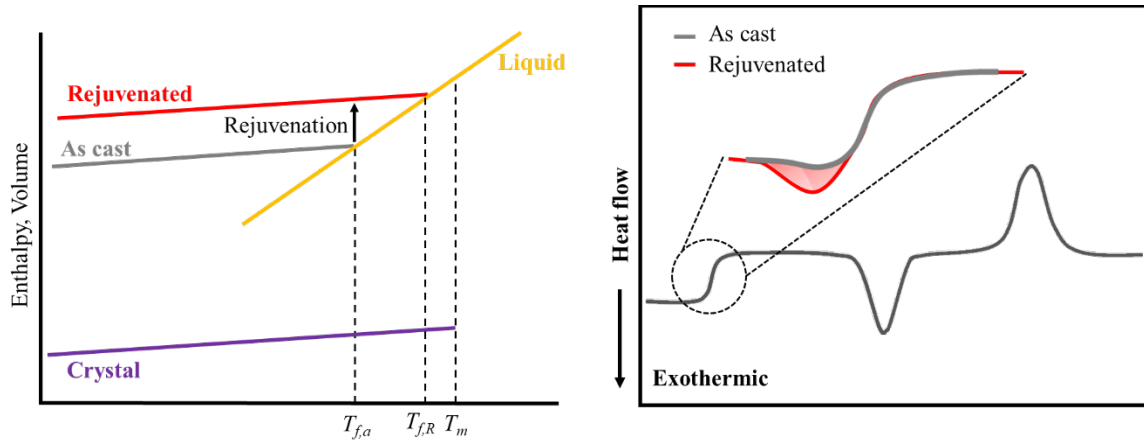 Enthalpy, Volume
Liquid
Rejuvenated
Rejuvenation
As cast
Crystal
T_{f,a}
T_{f,R}
T_m
As cast
Rejuvenated
Heat flow
Exothermic